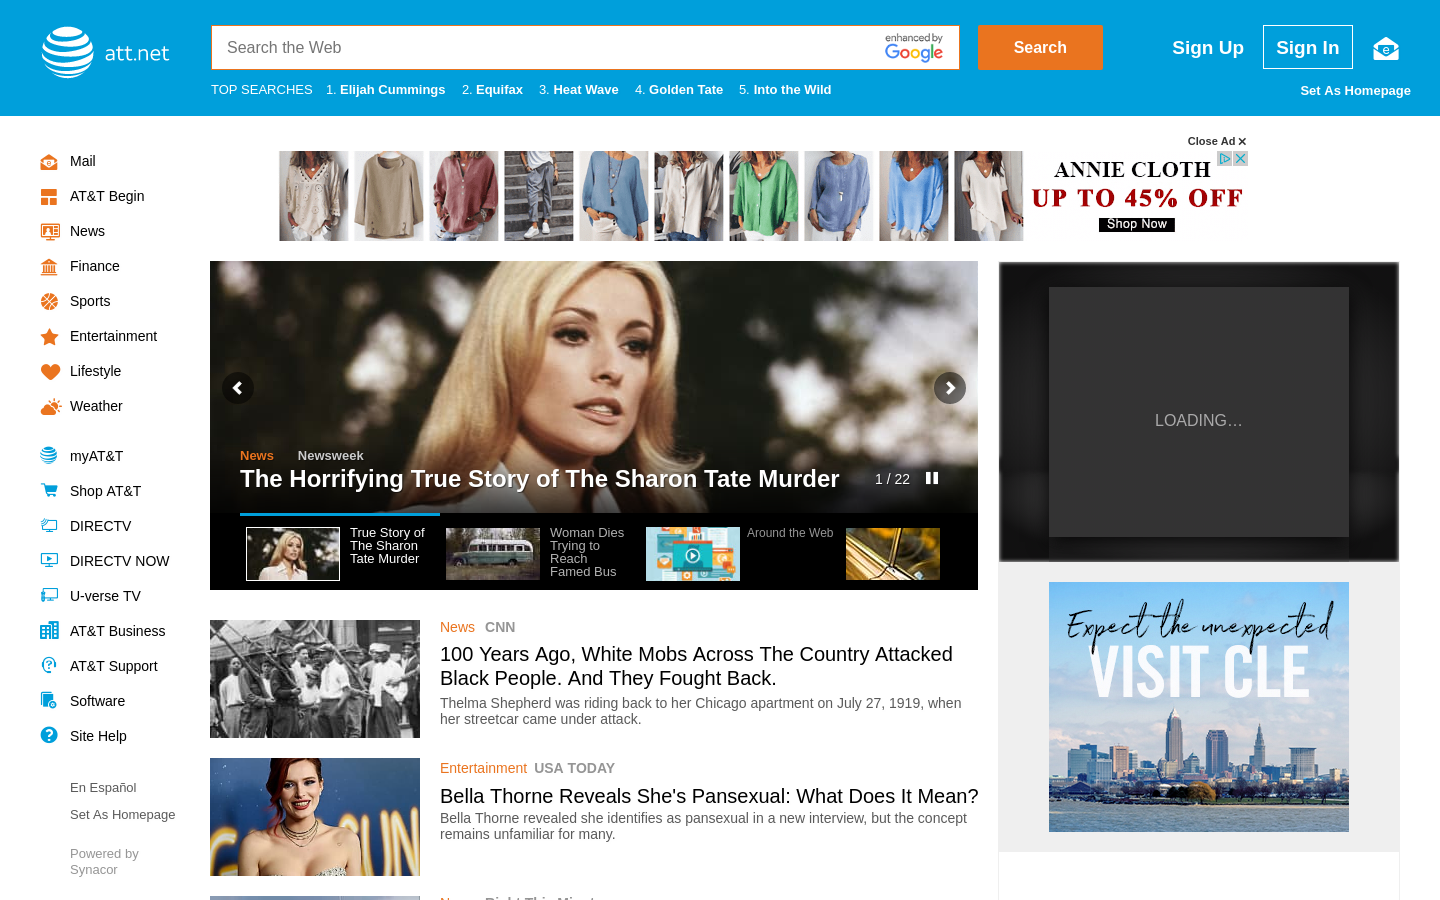 att.net
Search the Web
enhanced by
Google
Search
Sign Up
Sign In
TOP SEARCHES 1. Elijah Cummings 2. Equifax 3. Heat Wave 4. Golden Tate 5. Into the Wild
Set As Homepage
Mail
AT&T Begin
News
Finance
Sports
Entertainment
Lifestyle
Weather
myAT&T
Shop AT&T
DIRECTV
DIRECTV NOW
U-verse TV
AT&T Business
AT&T Support
Software
Site Help
En Español
Set As Homepage
Powered by
Synacor
Close Ad ✕
ANNIE CLOTH
UP TO 45% OFF
Shop Now
News Newsweek
The Horrifying True Story of The Sharon Tate Murder
1 / 22
True Story of
The Sharon
Tate Murder
Woman Dies
Trying to
Reach
Famed Bus
Around the Web
News CNN
100 Years Ago, White Mobs Across The Country Attacked
Black People. And They Fought Back.
Thelma Shepherd was riding back to her Chicago apartment on July 27, 1919, when
her streetcar came under attack.
Entertainment USA TODAY
Bella Thorne Reveals She's Pansexual: What Does It Mean?
Bella Thorne revealed she identifies as pansexual in a new interview, but the concept
remains unfamiliar for many.
LOADING...
Expect the unexpected
VISIT CLE